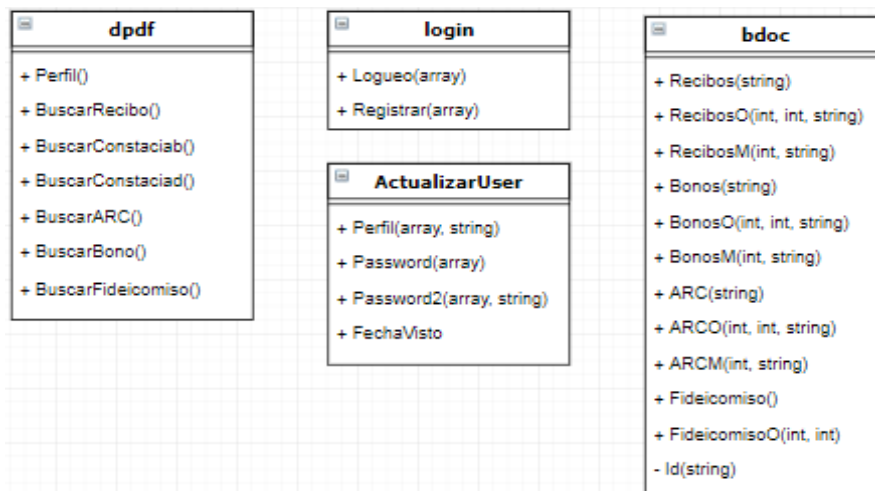 dpdf
+ Perfil()
+ BuscarRecibo()
+ BuscarConstaciab()
+ BuscarConstaciad()
+ BuscarARC()
+ BuscarBono()
+ BuscarFideicomiso()
login
+ Logueo(array)
+ Registrar(array)
ActualizarUser
+ Perfil(array, string)
+ Password(array)
+ Password2(array, string)
+ FechaVisto
bdoc
+ Recibos(string)
+ RecibosO(int, int, string)
+ RecibosM(int, string)
+ Bonos(string)
+ BonosO(int, int, string)
+ BonosM(int, string)
+ ARC(string)
+ ARCO(int, int, string)
+ ARCM(int, string)
+ Fideicomiso()
+ FideicomisoO(int, int)
- Id(string)